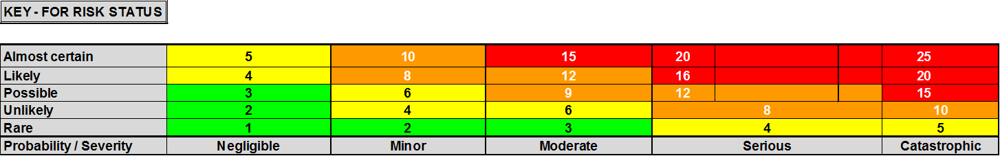 KEY - FOR RISK STATUS
Almost certain 5 10 15 20 25
Likely 4 8 12 16 20
Possible 3 6 9 12 15
Unlikely 2 4 6 8 10
Rare 1 2 3 4 5
Probability / Severity Negligible Minor Moderate Serious Catastrophic